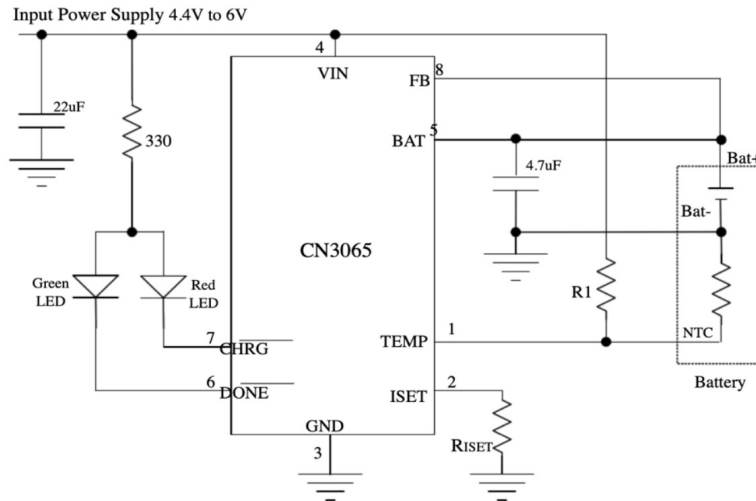 Input Power Supply 4.4V to 6V
4
VIN
8
FB
22uF
330
5
BAT
4.7uF
Bat+
Bat-
CN3065
Green
LED
Red
LED
R1
7
CHRG
TEMP
1
NTC
6
DONE
ISET
2
Battery
GND
3
RISET